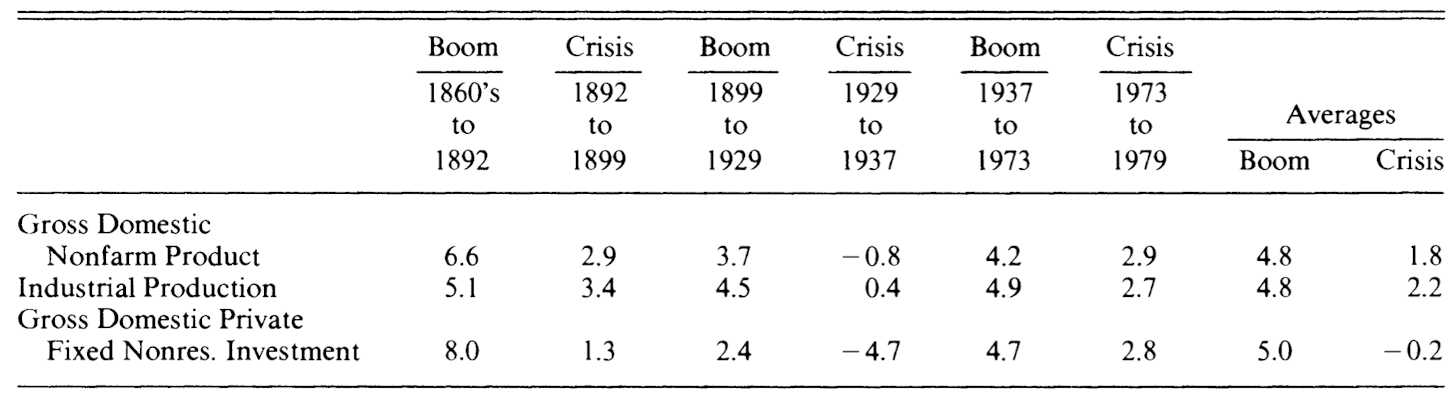 Boom Crisis Boom Crisis Boom Crisis
1860's 1892 1899 1929 1937 1973
to to to to to to Averages
1892 1899 1929 1937 1973 1979 Boom Crisis
Gross Domestic
Nonfarm Product 6.6 2.9 3.7 −0.8 4.2 2.9 4.8 1.8
Industrial Production 5.1 3.4 4.5 0.4 4.9 2.7 4.8 2.2
Gross Domestic Private
Fixed Nonres. Investment 8.0 1.3 2.4 −4.7 4.7 2.8 5.0 −0.2